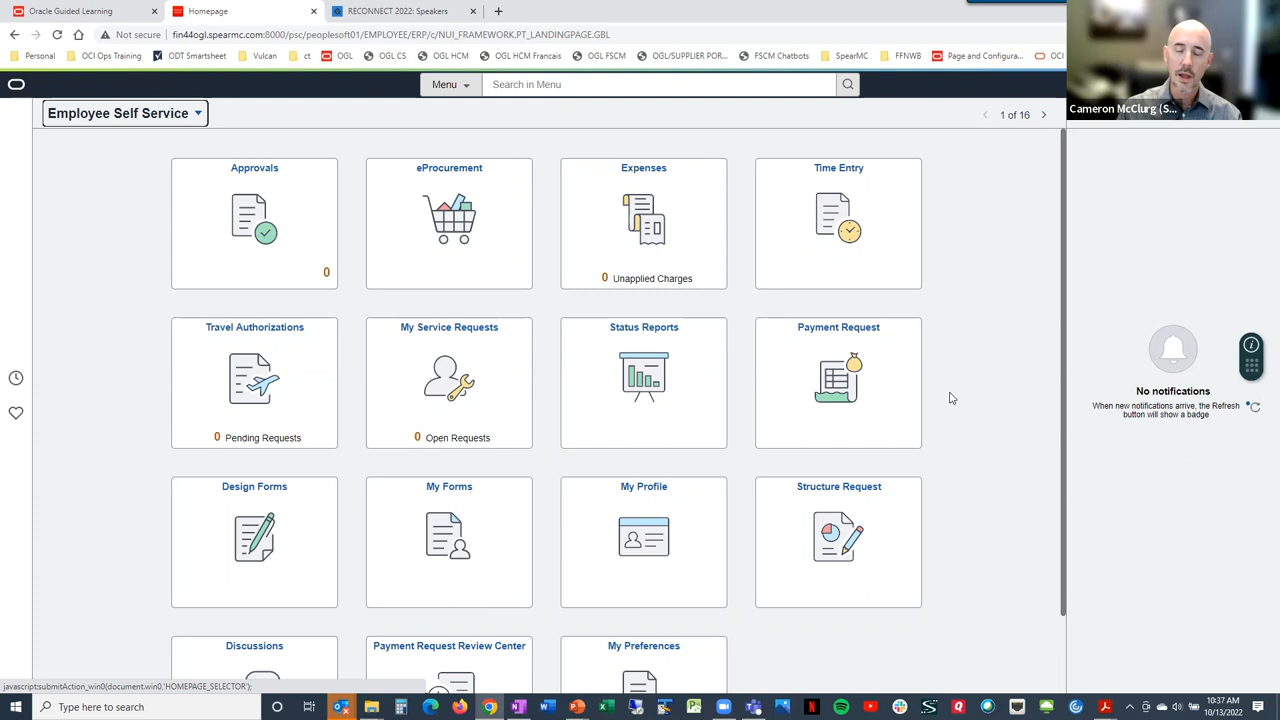 Oracle Guided Learning
Homepage
RECONNECT 2022: Speakers
Not secure
fin44ogl.spearmc.com:8000/psc/peoplesoft01/EMPLOYEE/ERP/c/NUI_FRAMEWORK.PT_LANDINGPAGE.GBL
Personal
OCI Ops Training
ODT Smartsheet
Vulcan
ct
OGL
OGL CS
OGL HCM
OGL HCM Francais
OGL FSCM
OGL/SUPPLIER POR...
FSCM Chatbots
SpearMC
FFNWB
Page and Configura...
OCI
Menu
Search in Menu
Cameron McClurg (S...
Employee Self Service
1 of 16
Approvals
eProcurement
Expenses
Time Entry
0
0 Unapplied Charges
Travel Authorizations
My Service Requests
Status Reports
Payment Request
0 Pending Requests
0 Open Requests
No notifications
When new notifications arrive, the Refresh
button will show a badge
Design Forms
My Forms
My Profile
Structure Request
Discussions
Payment Request Review Center
My Preferences
javascript:submitAction_win0(document.win0,'HOMEPAGE_SELECTOR');
Type here to search
10:37 AM
10/13/2022